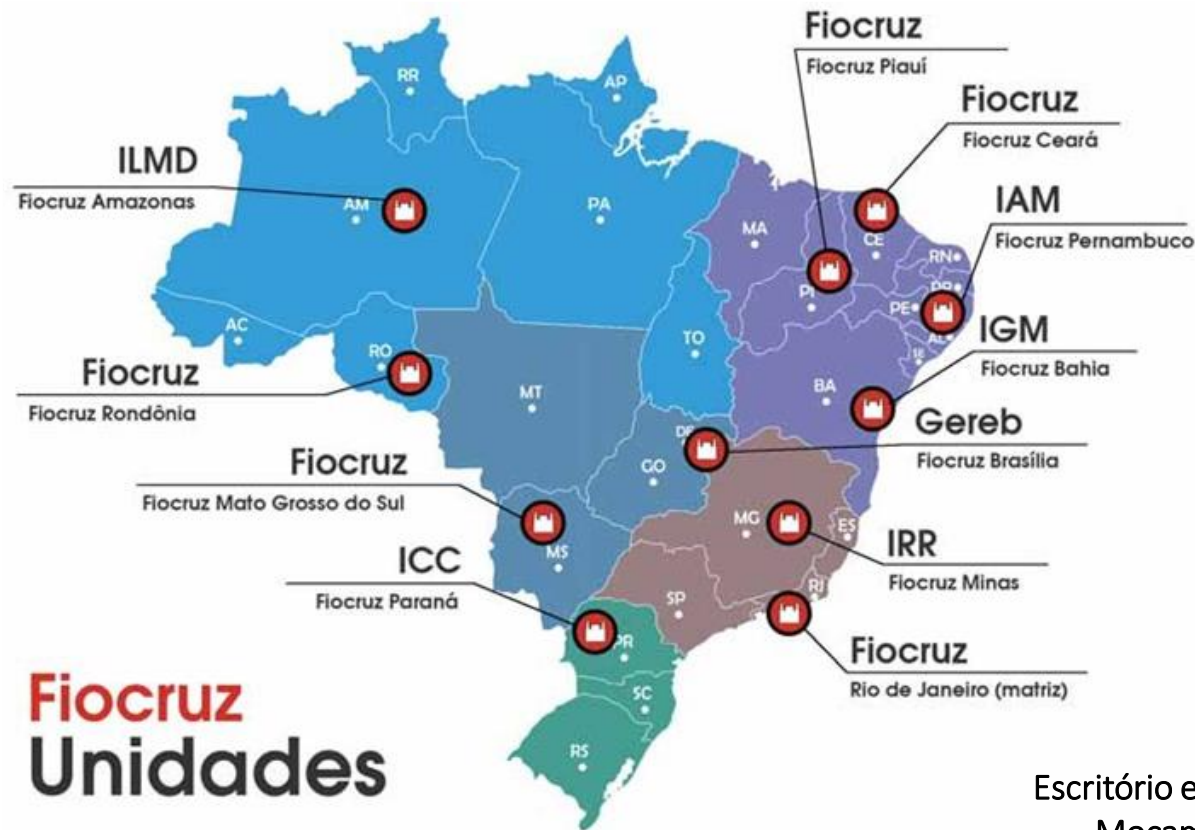 Fiocruz
Fiocruz Piauí
Fiocruz
Fiocruz Ceará
ILMD
Fiocruz Amazonas
IAM
Fiocruz Pernambuco
IGM
Fiocruz Bahia
Fiocruz
Fiocruz Rondônia
Gereb
Fiocruz Brasília
Fiocruz
Fiocruz Mato Grosso do Sul
IRR
Fiocruz Minas
ICC
Fiocruz Paraná
Fiocruz
Rio de Janeiro (matriz)
RR
AP
AM
PA
MA
CE
RN
PI
PE
AC
RO
TO
SE
BA
MT
GO
MG
ES
MS
SP
RJ
PR
SC
RS
Fiocruz
Unidades
Escritório e